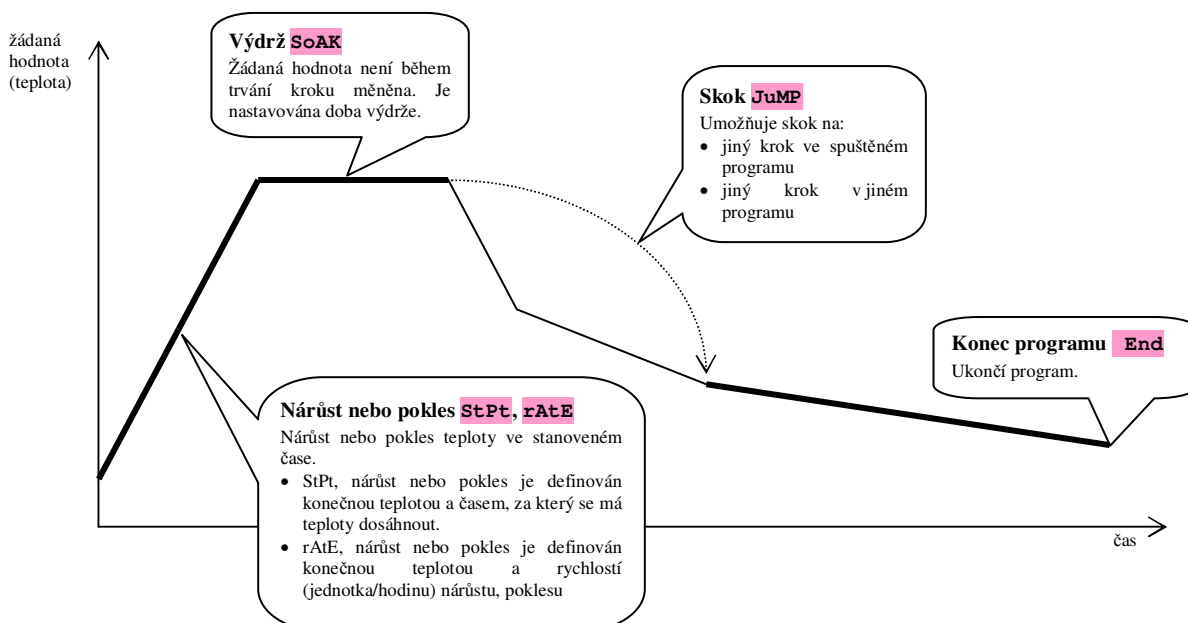 žádaná
hodnota
(teplota)
Výdrž SoAK
Žádaná hodnota není během
trvání kroku měněna. Je
nastavována doba výdrže.
Skok JuMP
Umožňuje skok na:
• jiný krok ve spuštěném
programu
• jiný krok v jiném
programu
Konec programu End
Ukončí program.
Nárůst nebo pokles StPt, rAtE
Nárůst nebo pokles teploty ve stanoveném
čase.
• StPt, nárůst nebo pokles je definován
konečnou teplotou a časem, za který se má
teploty dosáhnout.
• rAtE, nárůst nebo pokles je definován
konečnou teplotou a rychlostí
(jednotka/hodinu) nárůstu, poklesu
čas